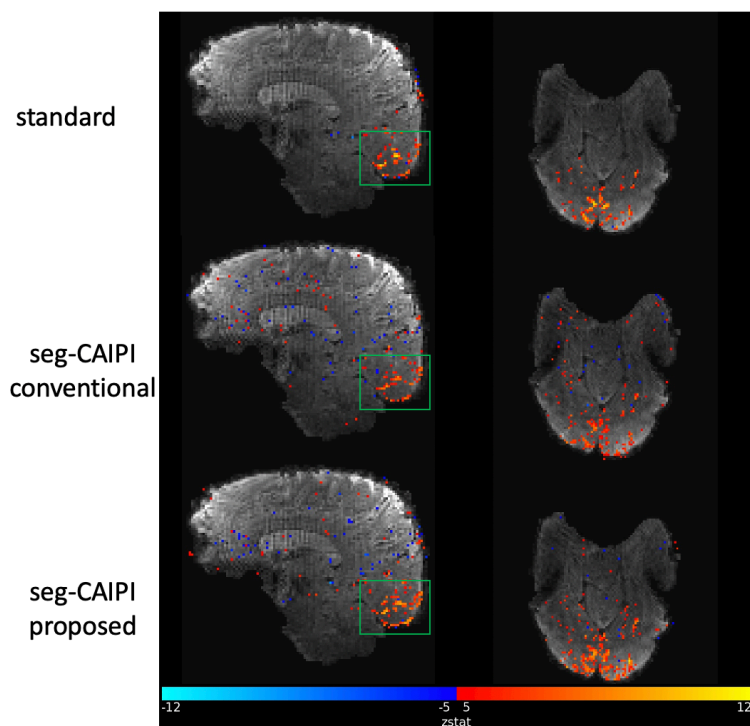 standard
seg-CAIPI
conventional
seg-CAIPI
proposed
-12 -5 5 12
zstat